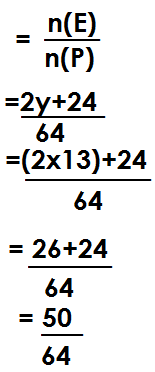 = n(E)
n(P)
=2y+24
64
=(2x13)+24
64
= 26+24
64
= 50
64